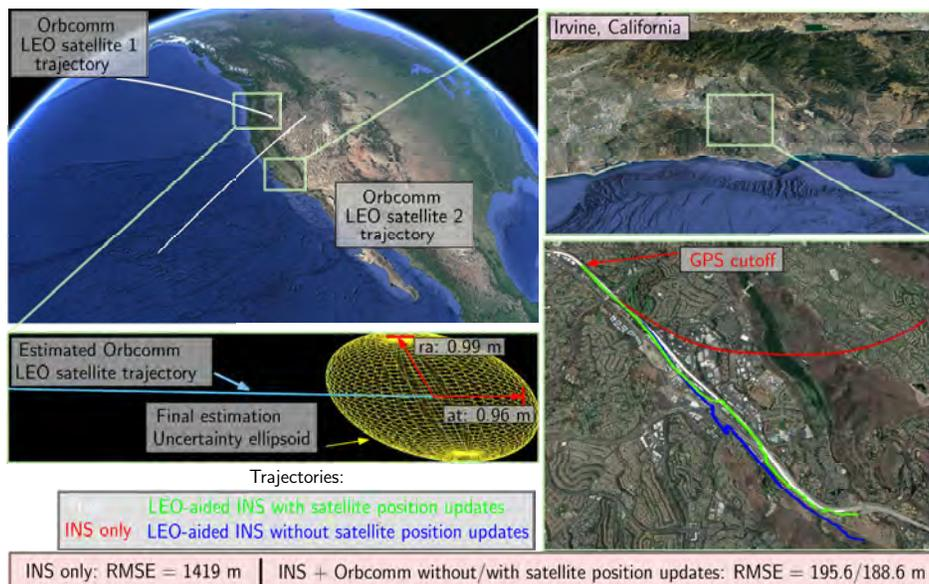 Orbcomm
LEO satellite 1
trajectory
Irvine, California
Orbcomm
LEO satellite 2
trajectory
GPS cutoff
Estimated Orbcomm
LEO satellite trajectory
ra: 0.99 m
at: 0.96 m
Final estimation
Uncertainty ellipsoid
Trajectories:
LEO-aided INS with satellite position updates
INS only LEO-aided INS without satellite position updates
INS only: RMSE = 1419 m
INS + Orbcomm without/with satellite position updates: RMSE = 195.6/188.6 m